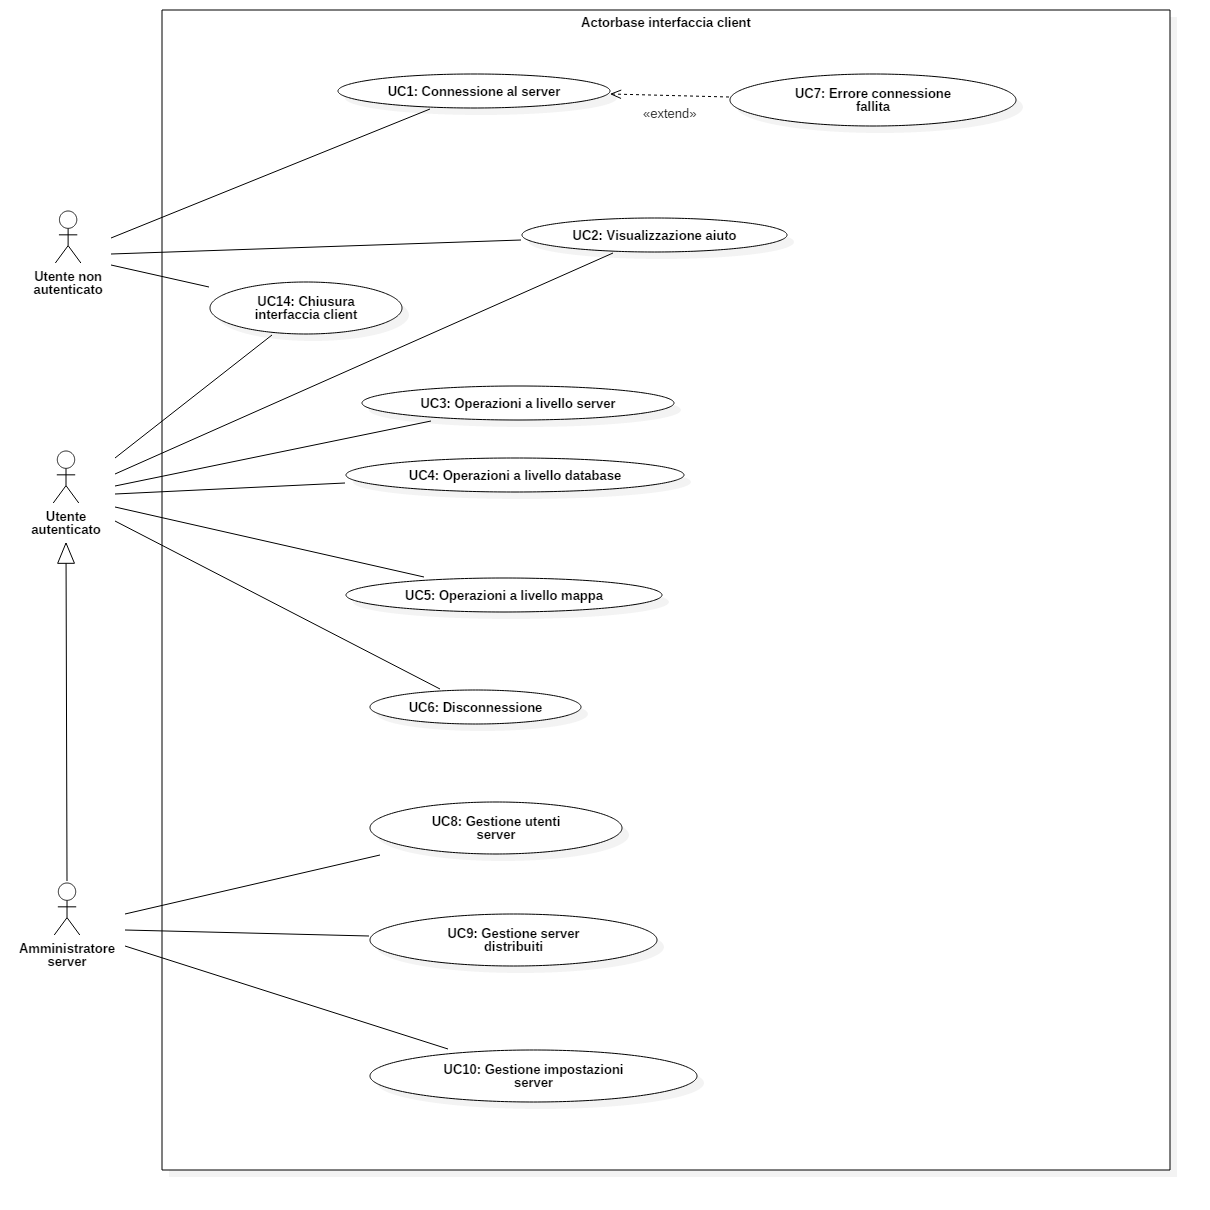 Actorbase interfaccia client
UC1: Connessione al server
UC7: Errore connessione
fallita
«extend»
UC2: Visualizzazione aiuto
Utente non
autenticato
UC14: Chiusura
interfaccia client
UC3: Operazioni a livello server
UC4: Operazioni a livello database
Utente
autenticato
UC5: Operazioni a livello mappa
UC6: Disconnessione
UC8: Gestione utenti
server
UC9: Gestione server
distribuiti
Amministratore
server
UC10: Gestione impostazioni
server